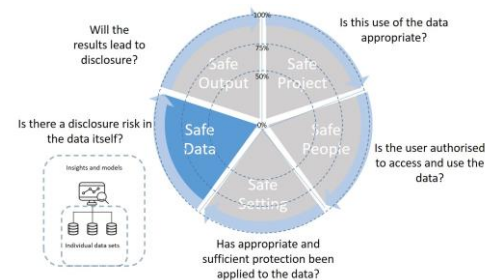 Will the
results lead to
disclosure?
Is this use of the data
appropriate?
100%
75%
50%
0%
Safe
Output
Safe
Project
Safe
Data
Safe
People
Safe
Setting
Is there a disclosure risk in
the data itself?
Insights and models
Individual data sets
Is the user authorised
to access and use the
data?
Has appropriate and
sufficient protection been
applied to the data?